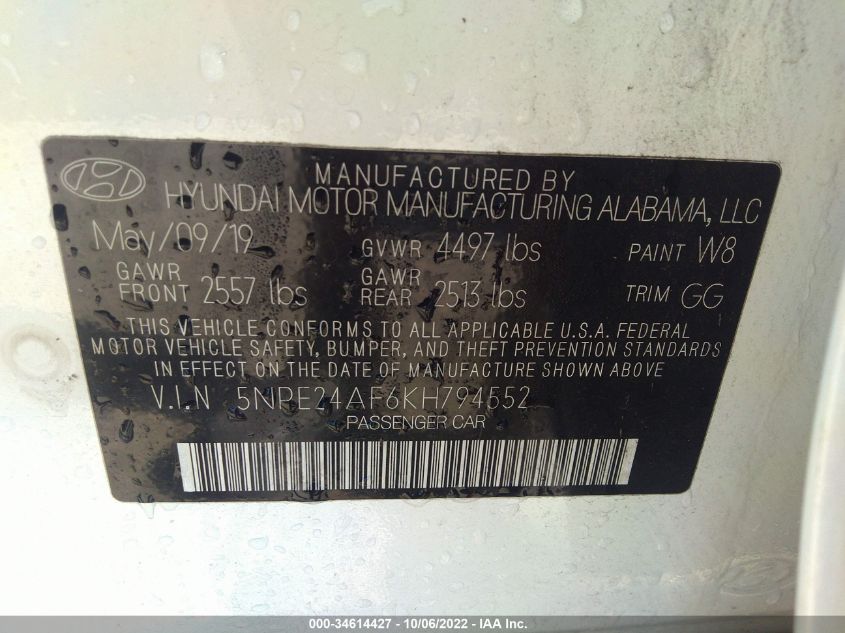 MANUFACTURED BY
HYUNDAI MOTOR MANUFACTURING ALABAMA, LLC
May/09/19 GVWR 4497 lbs PAINT W8
GAWR FRONT 2557 lbs GAWR REAR 2513 lbs TRIM GG
THIS VEHICLE CONFORMS TO ALL APPLICABLE U.S.A. FEDERAL
MOTOR VEHICLE SAFETY, BUMPER, AND THEFT PREVENTION STANDARDS
IN EFFECT ON THE DATE OF MANUFACTURE SHOWN ABOVE
V.I.N 5NPE24AF6KH794552
PASSENGER CAR
000-34614427 - 10/06/2022 - IAA Inc.